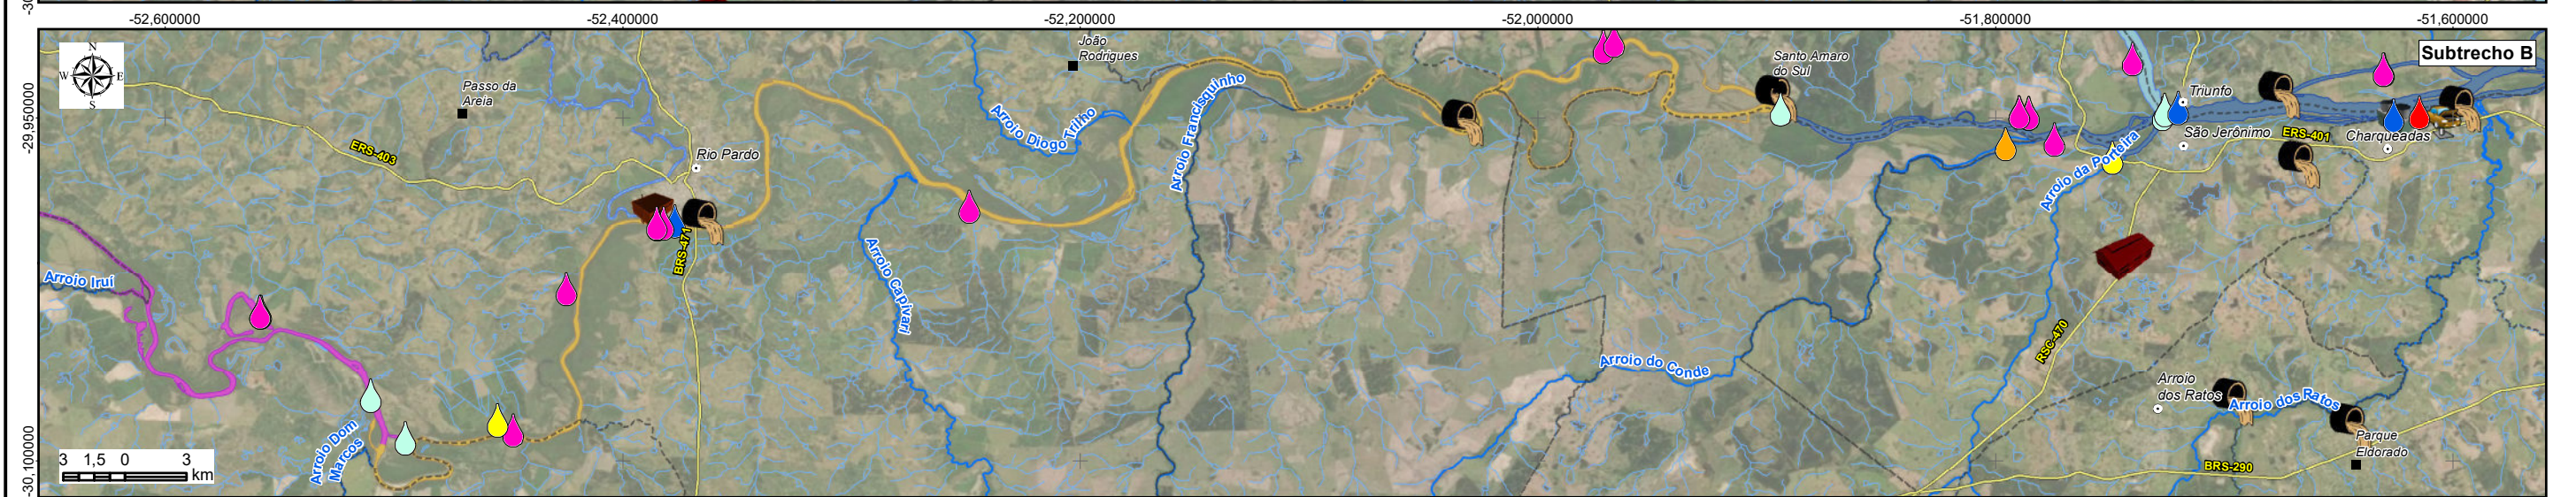 -52,600000
-52,400000
-52,200000
-52,000000
-51,800000
-51,600000
-29,950000
-30,100000
N
W
E
S
Subtrecho B
João
Rodrigues
Passo da
Areia
Santo Amaro
do Sul
Triunfo
São Jerônimo
ERS-401
Charqueadas
Rio Pardo
ERS-403
BRS-471
Arroio Diogo Trilho
Arroio Francisquinho
Arroio da Porteira
Arroio Capivari
Arroio Iruí
Arroio do Conde
RSC-470
Arroio
dos Ratos
Arroio dos Ratos
Parque
Eldorado
BRS-290
Arroio Dom
Marcos
3 1,5 0 3
km